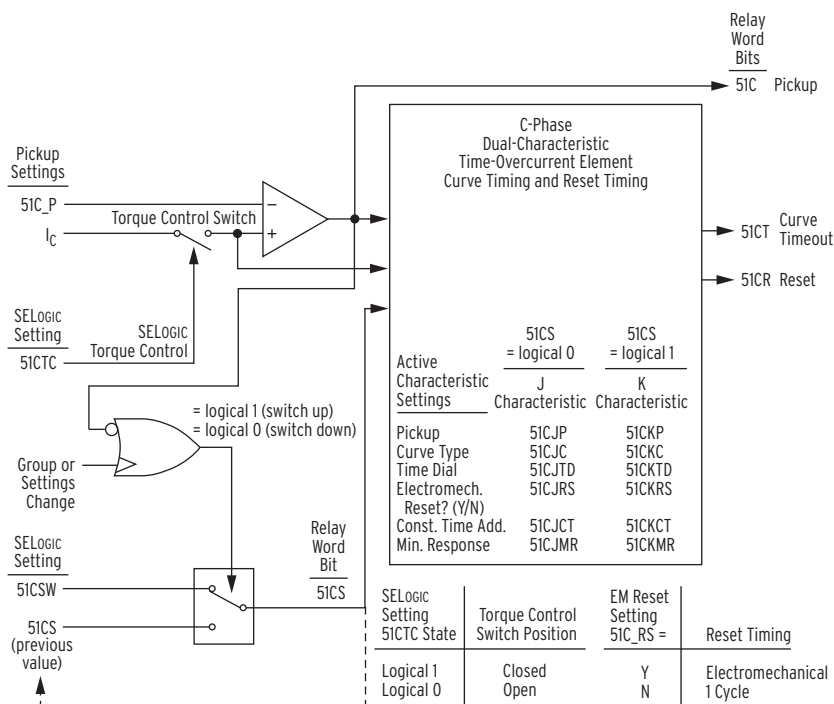 Relay
Word
Bits
51C Pickup
Pickup
Settings
51C_P
IC
Torque Control Switch
−
+
SELOGIC
Setting
51CTC
SELOGIC
Torque Control
= logical 1 (switch up)
= logical 0 (switch down)
Group or
Settings
Change
SELOGIC
Setting
51CSW
51CS
(previous
value)
Relay
Word
Bit
51CS
C-Phase
Dual-Characteristic
Time-Overcurrent Element
Curve Timing and Reset Timing
51CT Curve
Timeout
51CR Reset
Active
Characteristic
Settings
51CS
= logical 0
J
Characteristic
51CS
= logical 1
K
Characteristic
Pickup 51CJP 51CKP
Curve Type 51CJC 51CKC
Time Dial 51CJTD 51CKTD
Electromech. 51CJRS 51CKRS
Reset? (Y/N)
Const. Time Add. 51CJCT 51CKCT
Min. Response 51CJMR 51CKMR
SELOGIC
Setting
51CTC State
Torque Control
Switch Position
Logical 1 Closed
Logical 0 Open
EM Reset
Setting
51C_RS =
Reset Timing
Y Electromechanical
N 1 Cycle